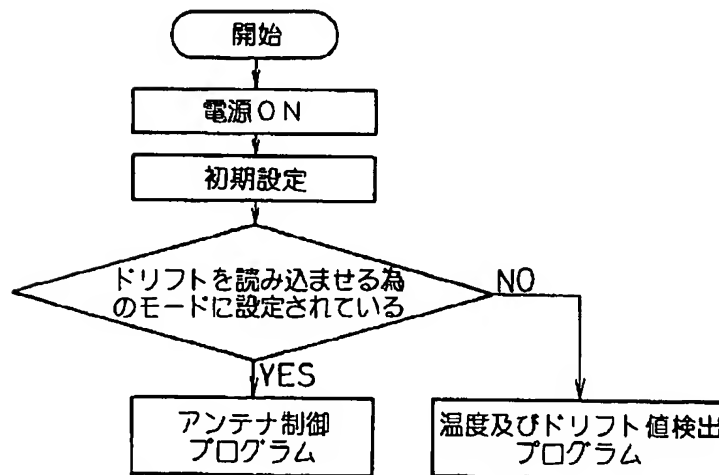 開始
電源ON
初期設定
ドリフトを読み込ませる為
のモードに設定されている
NO
YES
アンテナ制御
プログラム
温度及びドリフト値検出
プログラム